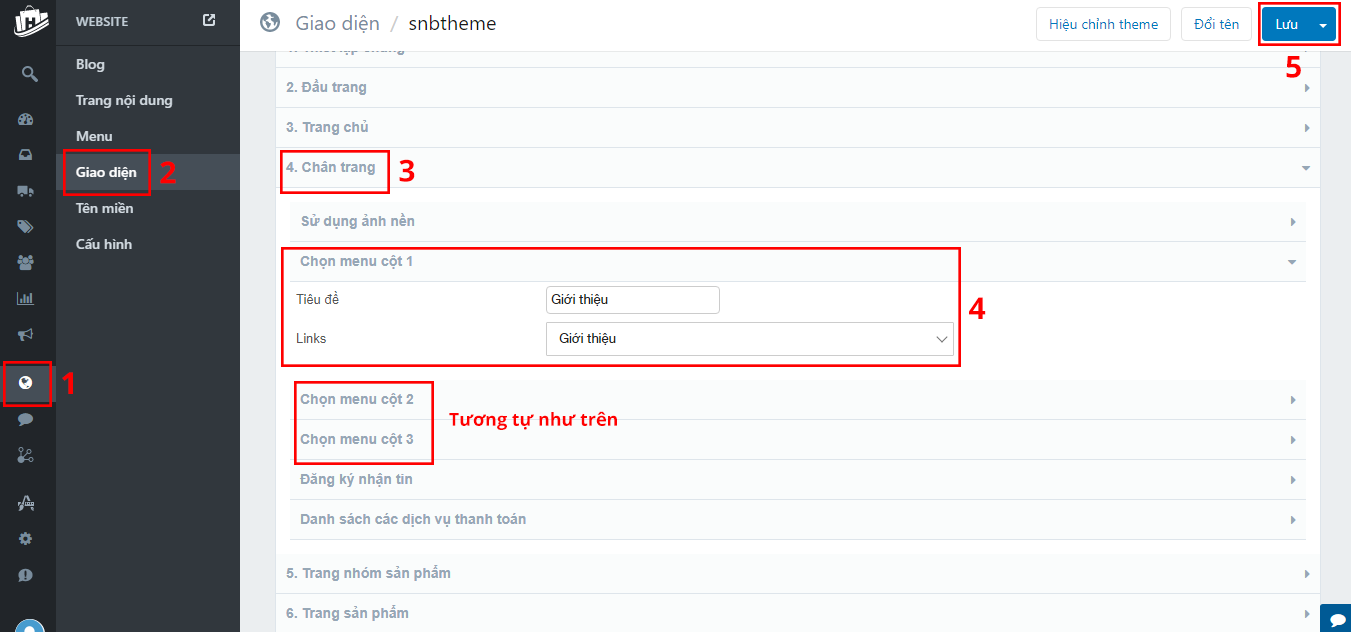 WEBSITE
Blog
Trang nội dung
Menu
Giao diện
2
Tên miền
Cấu hình
1
Giao diện / snbtheme
Hiệu chỉnh theme
Đổi tên
Lưu
5
2. Đầu trang
3. Trang chủ
4. Chân trang
3
Sử dụng ảnh nền
Chọn menu cột 1
Tiêu đề
Giới thiệu
Links
Giới thiệu
4
Chọn menu cột 2
Tương tự như trên
Chọn menu cột 3
Đăng ký nhận tin
Danh sách các dịch vụ thanh toán
5. Trang nhóm sản phẩm
6. Trang sản phẩm